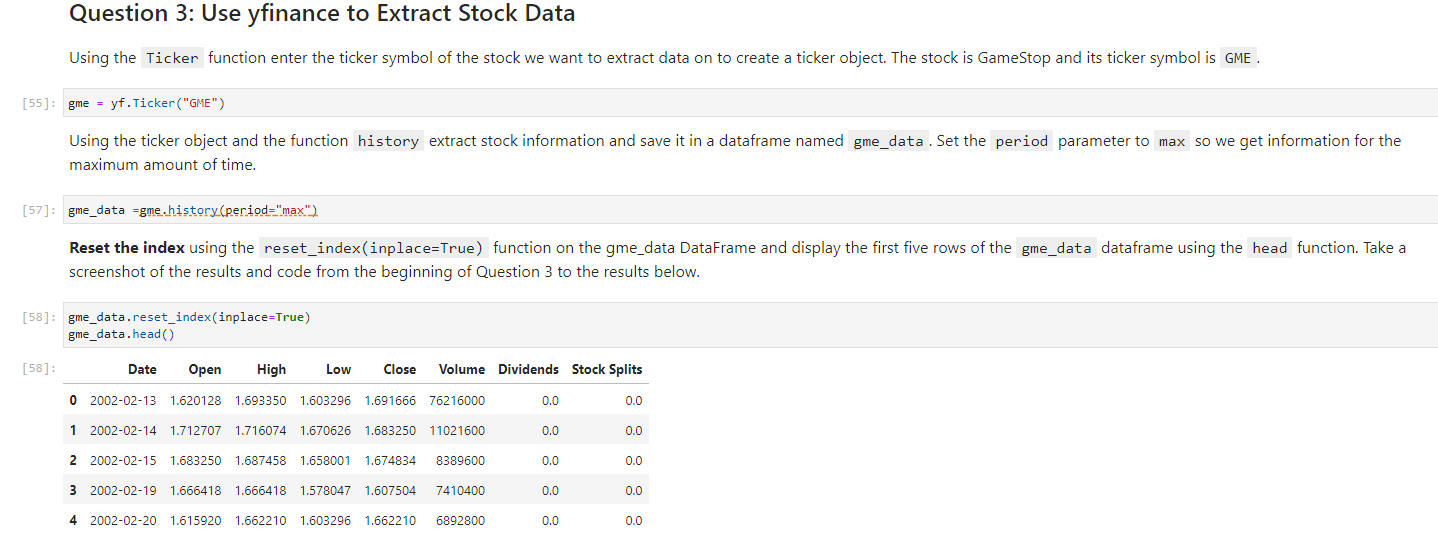 Question 3: Use yfinance to Extract Stock Data
Using the Ticker function enter the ticker symbol of the stock we want to extract data on to create a ticker object. The stock is GameStop and its ticker symbol is GME .
[55]: gme = yf.Ticker("GME")
Using the ticker object and the function history extract stock information and save it in a dataframe named gme_data . Set the period parameter to max so we get information for the
maximum amount of time.
[57]: gme_data =gme.history(period="max")
Reset the index using the reset_index(inplace=True) function on the gme_data DataFrame and display the first five rows of the gme_data dataframe using the head function. Take a
screenshot of the results and code from the beginning of Question 3 to the results below.
[58]: gme_data.reset_index(inplace=True)
gme_data.head()
[58]: Date Open High Low Close Volume Dividends Stock Splits
0 2002-02-13 1.620128 1.693350 1.603296 1.691666 76216000 0.0 0.0
1 2002-02-14 1.712707 1.716074 1.670626 1.683250 11021600 0.0 0.0
2 2002-02-15 1.683250 1.687458 1.658001 1.674834 8389600 0.0 0.0
3 2002-02-19 1.666418 1.666418 1.578047 1.607504 7410400 0.0 0.0
4 2002-02-20 1.615920 1.662210 1.603296 1.662210 6892800 0.0 0.0